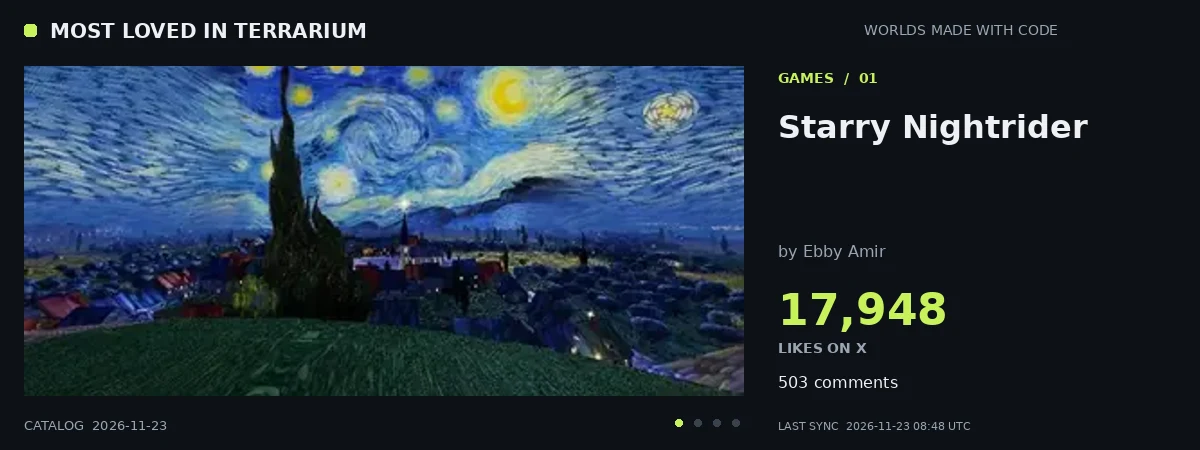 MOST LOVED IN TERRARIUM
WORLDS MADE WITH CODE
GAMES / 01
Starry Nightrider
by Ebby Amir
17,948
LIKES ON X
503 comments
CATALOG 2026-11-23
LAST SYNC 2026-11-23 08:48 UTC